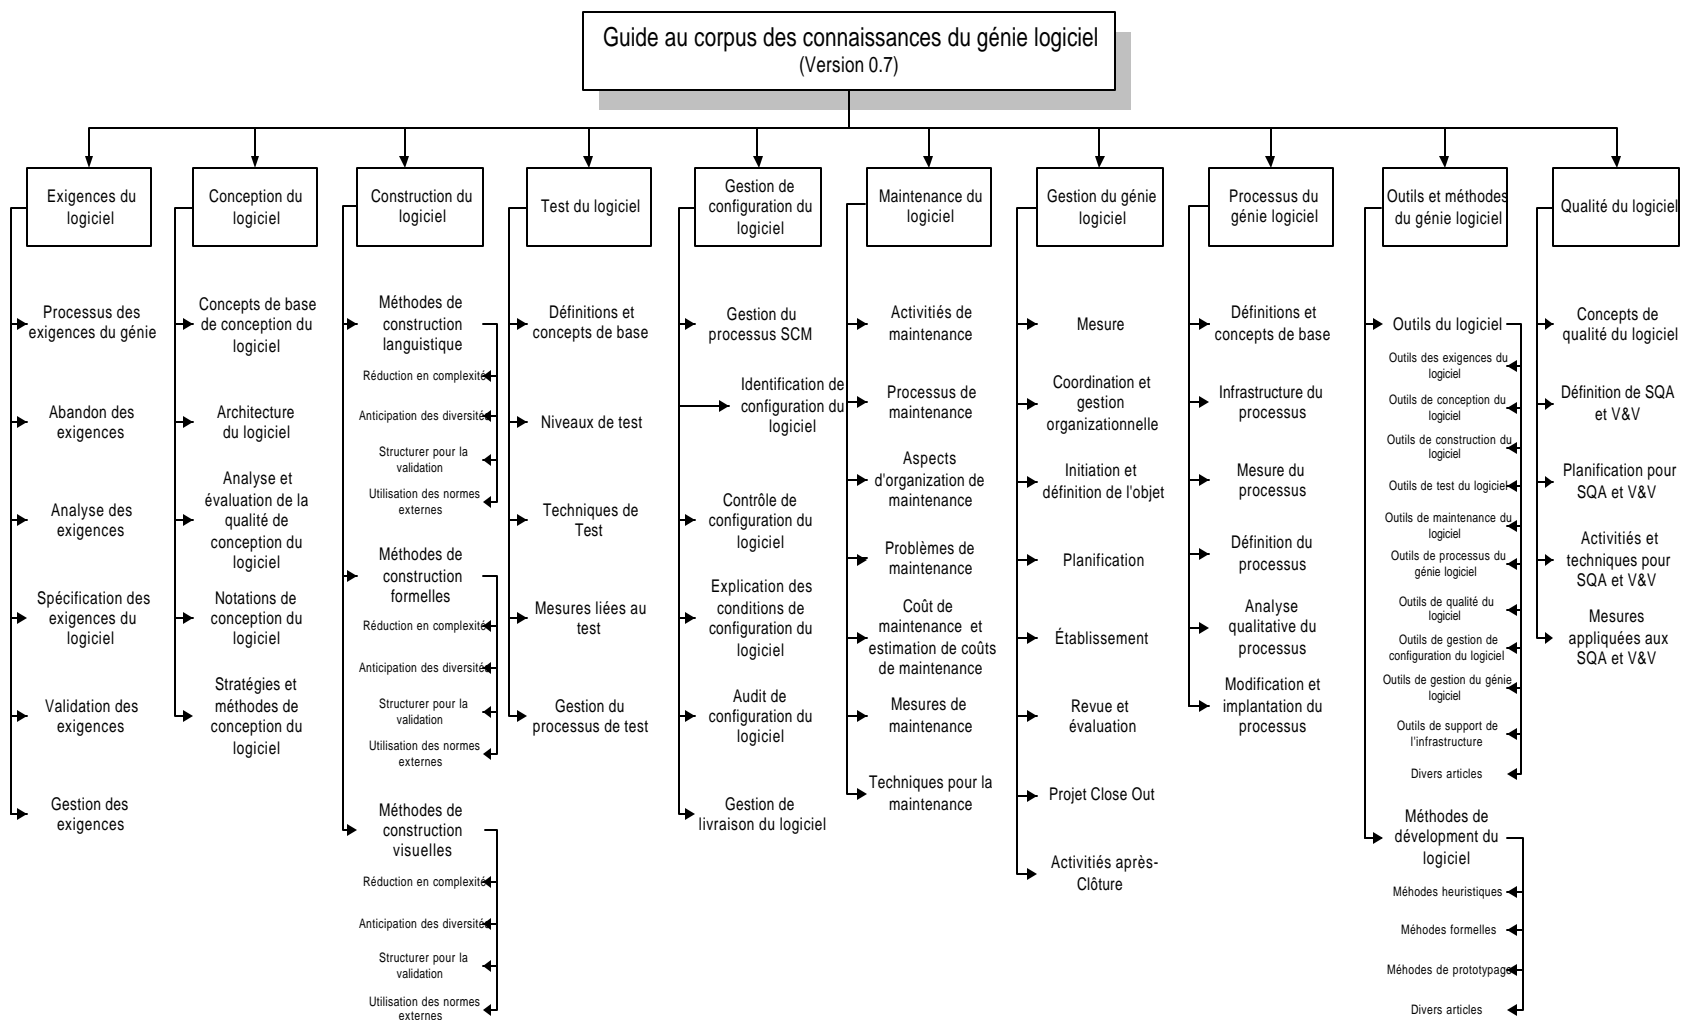 Guide au corpus des connaissances du génie logiciel
(Version 0.7)
Exigences du
logiciel
Processus des
exigences du génie
Abandon des
exigences
Analyse des
exigences
Spécification des
exigences du
logiciel
Validation des
exigences
Gestion des
exigences
Conception du
logiciel
Concepts de base
de conception du
logiciel
Architecture
du logiciel
Analyse et
évaluation de la
qualité de
conception du
logiciel
Notations de
conception du
logiciel
Stratégies et
méthodes de
conception du
logiciel
Construction du
logiciel
Méthodes de
construction
languistique
Réduction en complexité
Anticipation des diversités
Structurer pour la
validation
Utilisation des normes
externes
Méthodes de
construction
formelles
Réduction en complexité
Anticipation des diversités
Structurer pour la
validation
Utilisation des normes
externes
Méthodes de
construction
visuelles
Réduction en complexité
Anticipation des diversités
Structurer pour la
validation
Utilisation des normes
externes
Test du logiciel
Définitions et
concepts de base
Niveaux de test
Techniques de
Test
Mesures liées au
test
Gestion du
processus de test
Gestion de
configuration du
logiciel
Gestion du
processus SCM
Identification de
configuration du
logiciel
Contrôle de
configuration du
logiciel
Explication des
conditions de
configuration du
logiciel
Audit de
configuration du
logiciel
Gestion de
livraison du logiciel
Maintenance du
logiciel
Activitiés de
maintenance
Processus de
maintenance
Aspects
d'organization de
maintenance
Problèmes de
maintenance
Coût de
maintenance et
estimation de coûts
de maintenance
Mesures de
maintenance
Techniques pour la
maintenance
Gestion du génie
logiciel
Mesure
Coordination et
gestion
organizationnelle
Initiation et
définition de l'objet
Planification
Établissement
Revue et
évaluation
Projet Close Out
Activitiés après-
Clôture
Processus du
génie logiciel
Définitions et
concepts de base
Infrastructure du
processus
Mesure du
processus
Définition du
processus
Analyse
qualitative du
processus
Modification et
implantation du
processus
Outils et méthodes
du génie logiciel
Outils du logiciel
Outils des exigences du
logiciel
Outils de conception du
logiciel
Outils de construction du
logiciel
Outils de test du logiciel
Outils de maintenance du
logiciel
Outils de processus du
génie logiciel
Outils de qualité du
logiciel
Outils de gestion de
configuration du logiciel
Outils de gestion du génie
logiciel
Outils de support de
l'infrastructure
Divers articles
Méthodes de
dévelopment du
logiciel
Méhodes heuristiques
Méhodes formelles
Méhodes de prototypage
Divers articles
Qualité du logiciel
Concepts de
qualité du logiciel
Définition de SQA
et V&V
Planification pour
SQA et V&V
Activitiés et
techniques pour
SQA et V&V
Mesures
appliquées aux
SQA et V&V